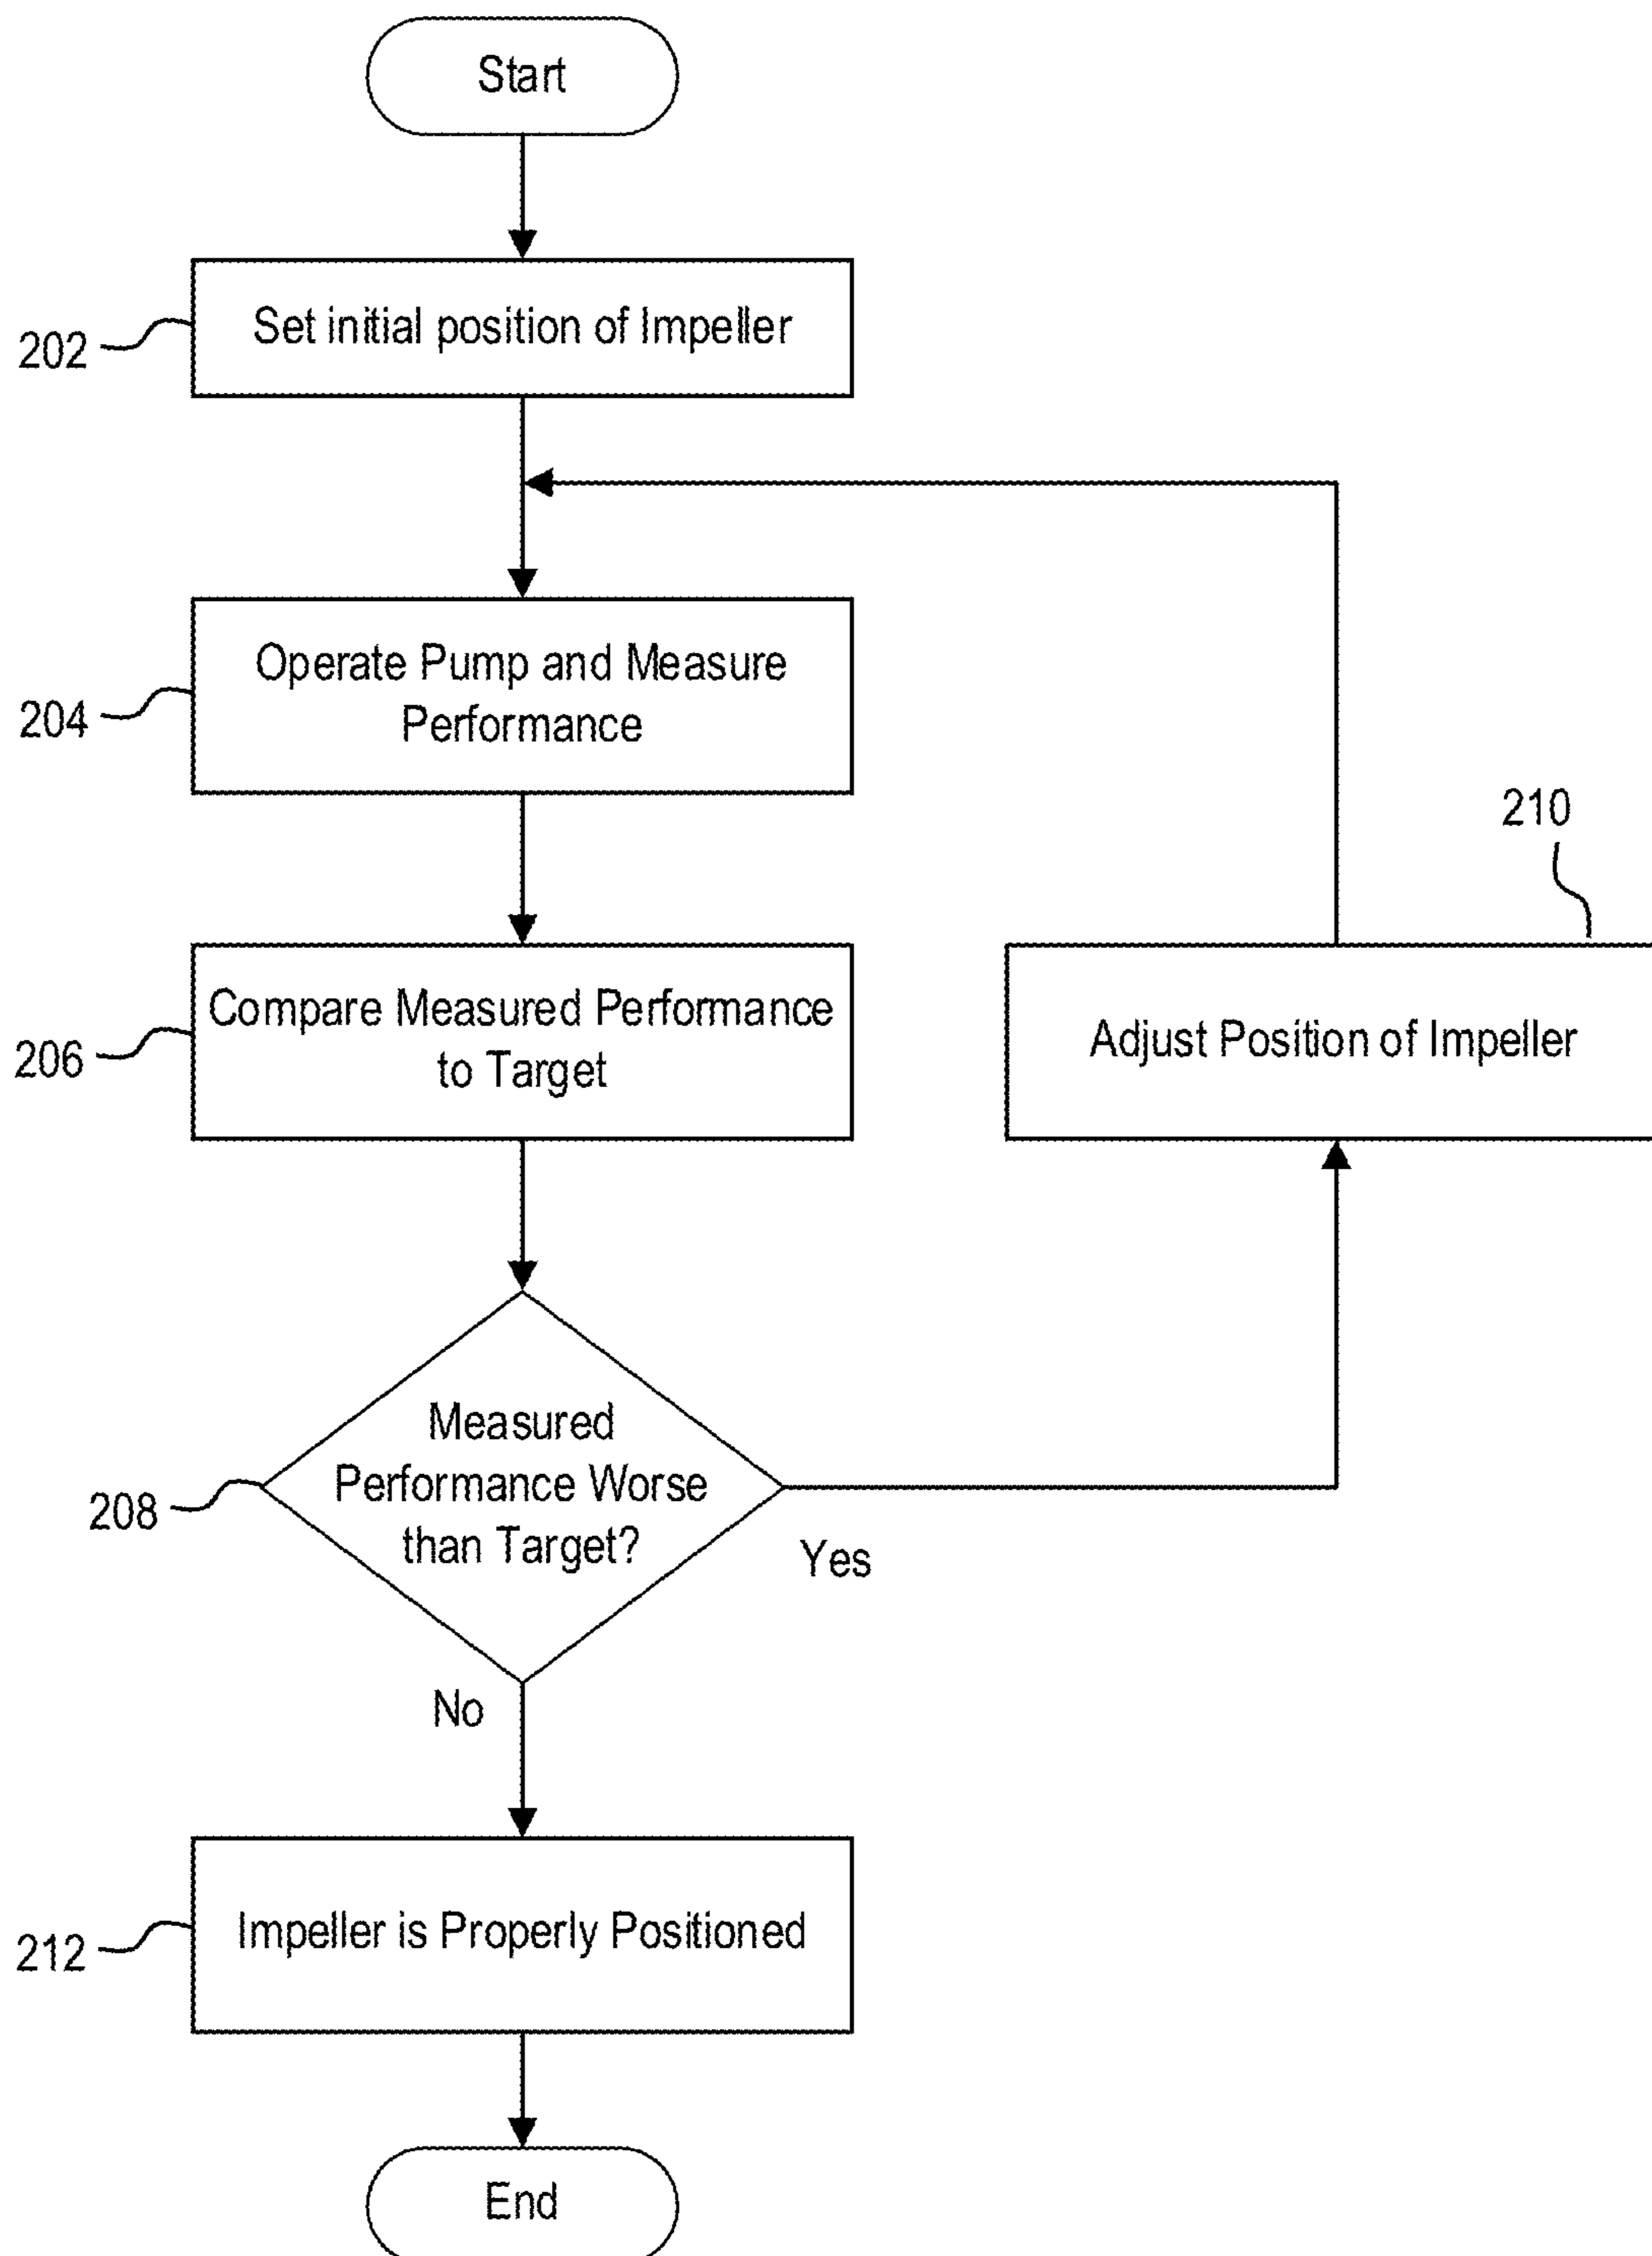 Start
Set initial position of Impeller
202
Operate Pump and Measure
Performance
204
210
Compare Measured Performance
to Target
206
Adjust Position of Impeller
Measured
Performance Worse
than Target?
208
Yes
No
Impeller is Properly Positioned
212
End